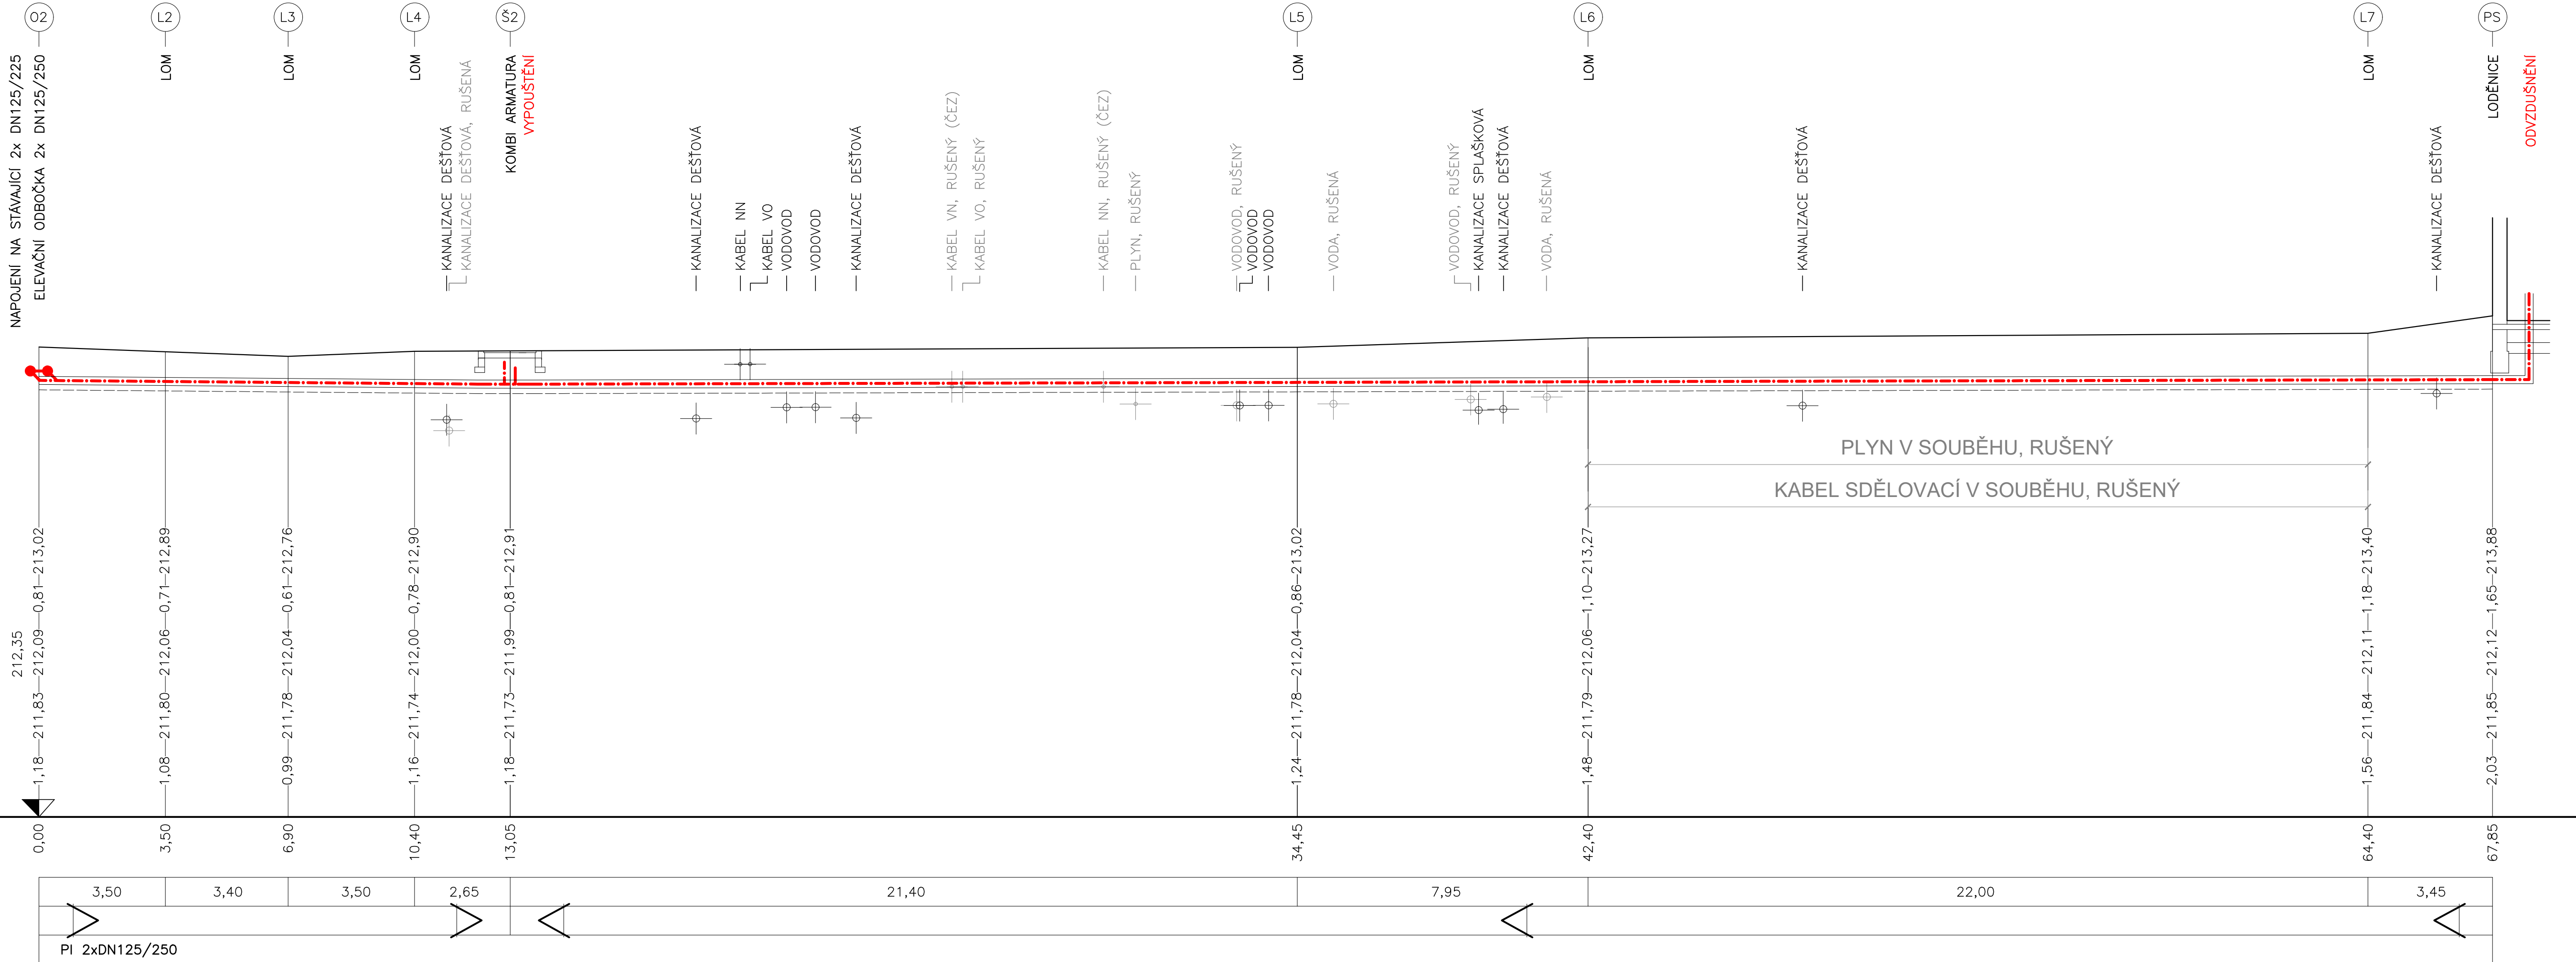 O2
L2
L3
L4
Š2
L5
L6
L7
PS
NAPOJENÍ NA STÁVAJÍCÍ 2x DN125/225
ELEVAČNÍ ODBOČKA 2x DN125/250
LOM
LOM
LOM
KANALIZACE DEŠŤOVÁ
KANALIZACE DEŠŤOVÁ, RUŠENÁ
KOMBI ARMATURA
VYPOUŠTĚNÍ
KANALIZACE DEŠŤOVÁ
KABEL NN
KABEL VO
VODOVOD
VODOVOD
KANALIZACE DEŠŤOVÁ
KABEL VN, RUŠENÝ (ČEZ)
KABEL VO, RUŠENÝ
KABEL NN, RUŠENÝ (ČEZ)
PLYN, RUŠENÝ
VODOVOD, RUŠENÝ
VODOVOD
VODOVOD
LOM
VODA, RUŠENÁ
VODOVOD, RUŠENÝ
KANALIZACE SPLAŠKOVÁ
KANALIZACE DEŠŤOVÁ
VODA, RUŠENÁ
LOM
KANALIZACE DEŠŤOVÁ
LOM
KANALIZACE DEŠŤOVÁ
LODĚNICE
ODVZDUŠNĚNÍ
PLYN V SOUBĚHU, RUŠENÝ
KABEL SDĚLOVACÍ V SOUBĚHU, RUŠENÝ
212,35
1,18 211,83 212,09 0,81 213,02
1,08 211,80 212,06 0,71 212,89
0,99 211,78 212,04 0,61 212,76
1,16 211,74 212,00 0,78 212,90
1,18 211,73 211,99 0,81 212,91
1,24 211,78 212,04 0,86 213,02
1,48 211,79 212,06 1,10 213,27
1,56 211,84 212,11 1,18 213,40
2,03 211,85 212,12 1,65 213,88
0,00
3,50
6,90
10,40
13,05
34,45
42,40
64,40
67,85
3,50
3,40
3,50
2,65
21,40
7,95
22,00
3,45
PI 2xDN125/250